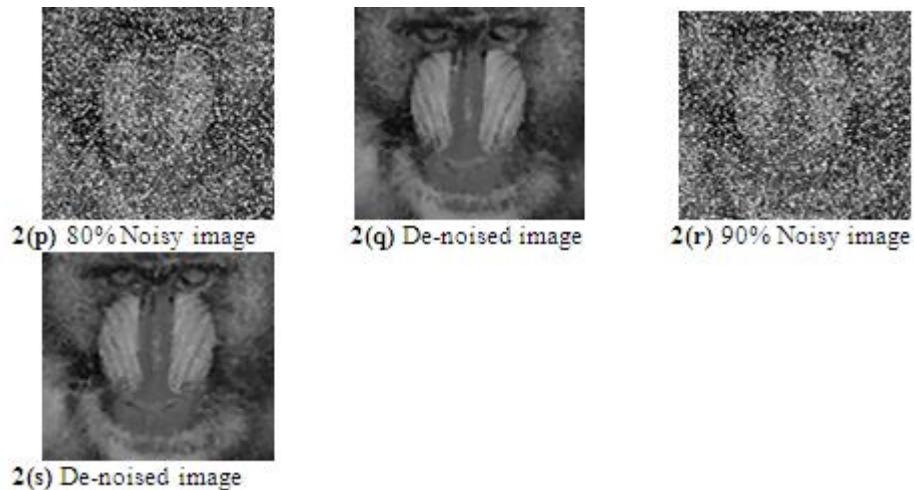 2(p) 80% Noisy image
2(q) De-noised image
2(r) 90% Noisy image
2(s) De-noised image